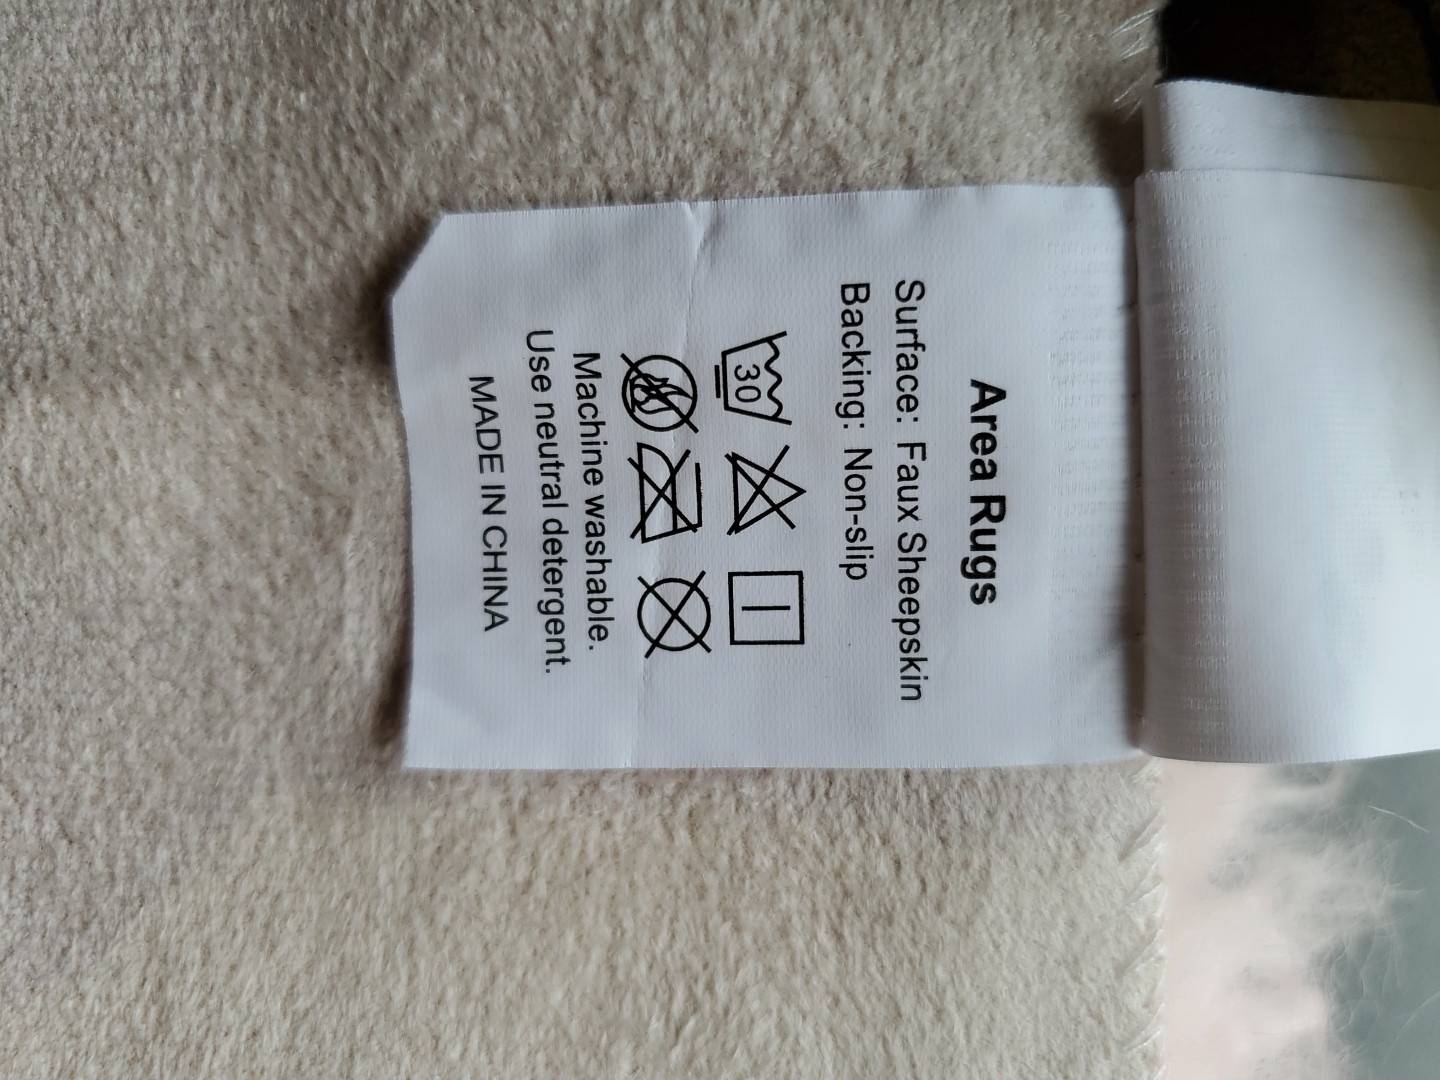 Area Rugs
Surface: Faux Sheepskin
Backing: Non-slip
30
Machine washable.
Use neutral detergent.
MADE IN CHINA